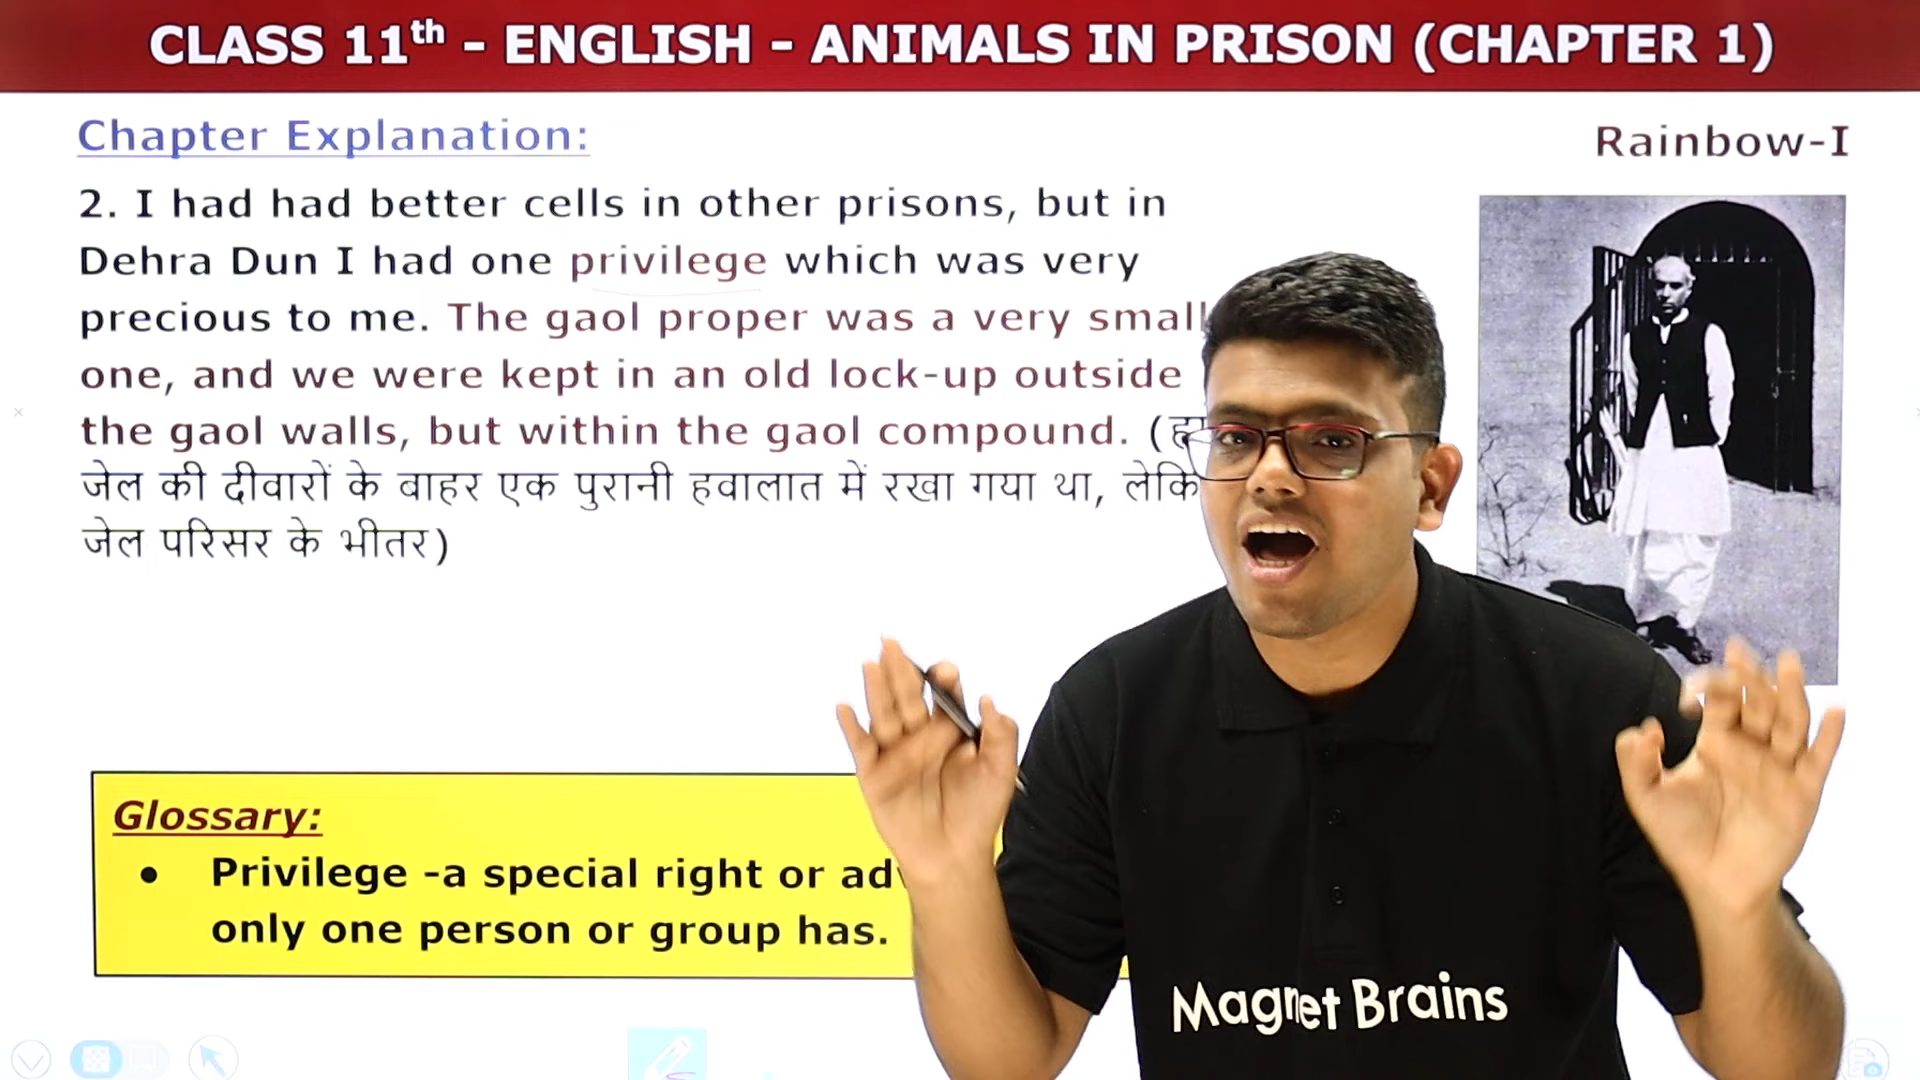 CLASS 11th - ENGLISH - ANIMALS IN PRISON (CHAPTER 1)
Chapter Explanation:
Rainbow-I
2. I had had better cells in other prisons, but in
Dehra Dun I had one privilege which was very
precious to me. The gaol proper was a very small
one, and we were kept in an old lock-up outside
the gaol walls, but within the gaol compound. (
जेल की दीवारों के बाहर एक पुरानी हवालात में रखा गया था,
जेल परिसर के भीतर)
Glossary:
• Privilege -a special right or
only one person or group has.
Magnet Brains